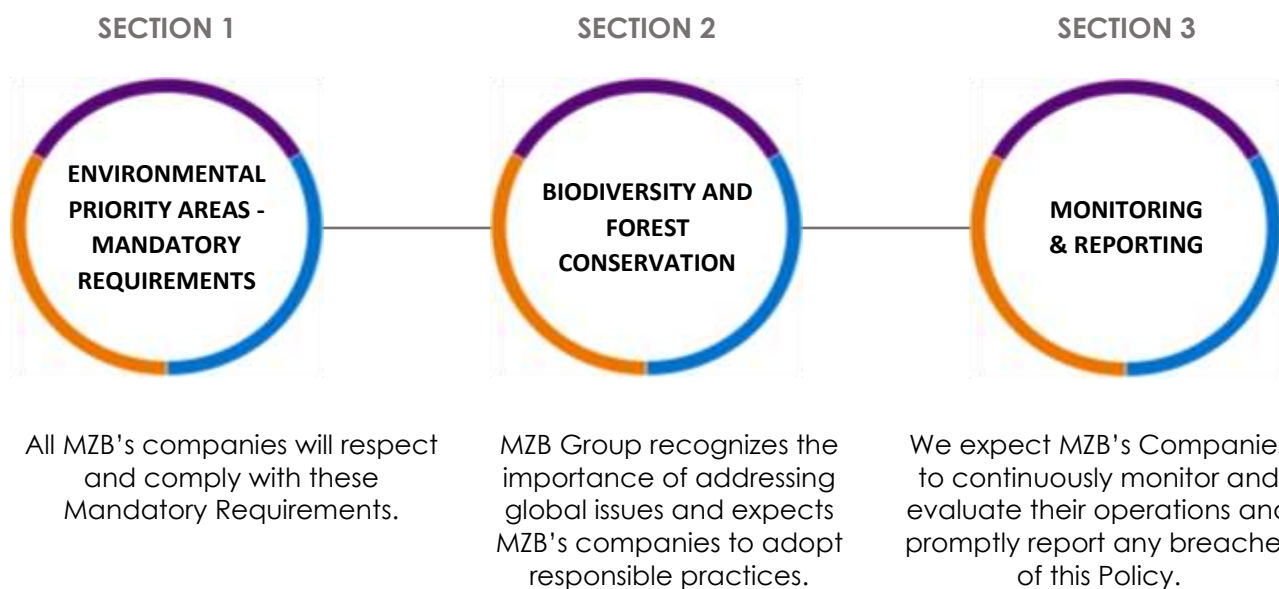 SECTION 1
ENVIRONMENTAL
PRIORITY AREAS -
MANDATORY
REQUIREMENTS
All MZB's companies will respect
and comply with these
Mandatory Requirements.
SECTION 2
BIODIVERSITY AND
FOREST
CONSERVATION
MZB Group recognizes the
importance of addressing
global issues and expects
MZB's companies to adopt
responsible practices.
SECTION 3
MONITORING
& REPORTING
We expect MZB's Companie
to continuously monitor and
evaluate their operations and
promptly report any breache
of this Policy.